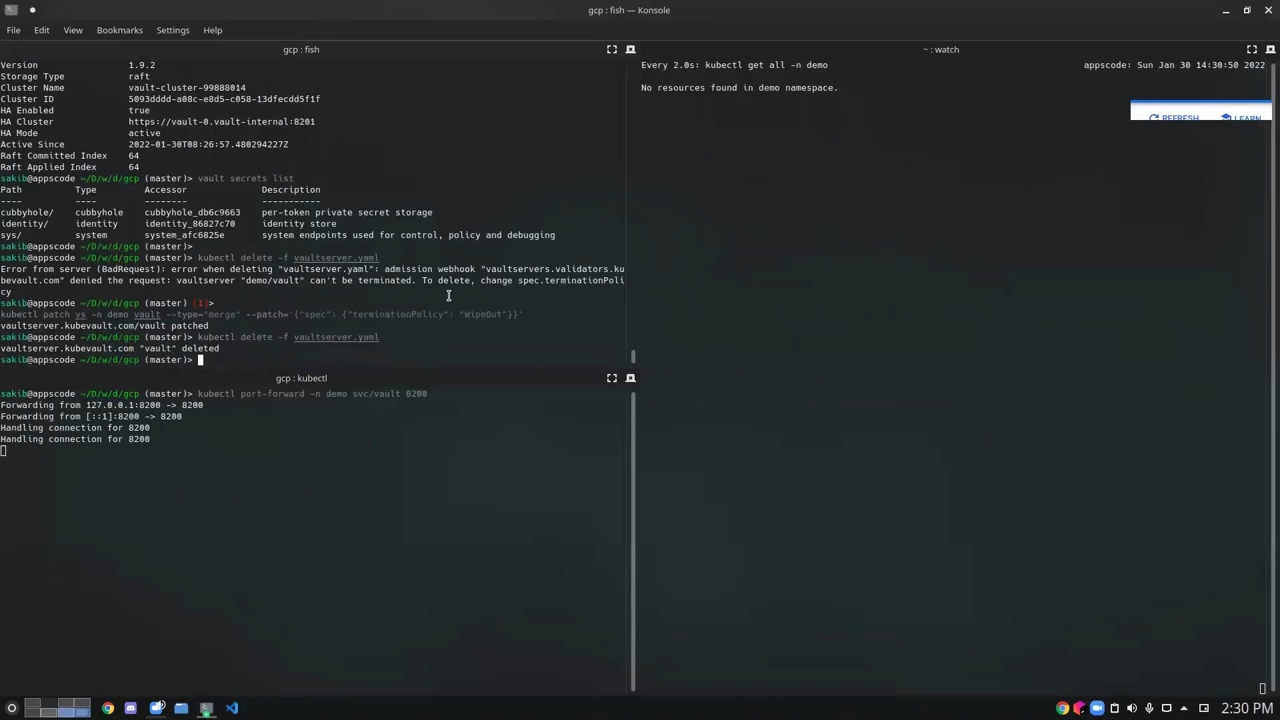 gcp : fish — Konsole
File Edit View Bookmarks Settings Help
gcp : fish
Version 1.9.2
Storage Type raft
Cluster Name vault-cluster-99888014
Cluster ID 5093dddd-a08c-e8d5-c058-13dfecdd5f1f
HA Enabled true
HA Cluster https://vault-0.vault-internal:8201
HA Mode active
Active Since 2022-01-30T08:26:57.480294227Z
Raft Committed Index 64
Raft Applied Index 64
sakib@appscode ~/D/w/d/gcp (master)> vault secrets list
Path Type Accessor Description
---- ---- -------- -----------
cubbyhole/ cubbyhole cubbyhole_db6c9663 per-token private secret storage
identity/ identity identity_86827c70 identity store
sys/ system system_afc6825e system endpoints used for control, policy and debugging
sakib@appscode ~/D/w/d/gcp (master)>
sakib@appscode ~/D/w/d/gcp (master)> kubectl delete -f vaultserver.yaml
Error from server (BadRequest): error when deleting "vaultserver.yaml": admission webhook "vaultservers.validators.ku
bevault.com" denied the request: vaultserver "demo/vault" can't be terminated. To delete, change spec.terminationPoli
cy
sakib@appscode ~/D/w/d/gcp (master) [1]>
kubectl patch vs -n demo vault --type="merge" --patch='{"spec": {"terminationPolicy": "WipeOut"}}'
vaultserver.kubevault.com/vault patched
sakib@appscode ~/D/w/d/gcp (master)> kubectl delete -f vaultserver.yaml
vaultserver.kubevault.com "vault" deleted
sakib@appscode ~/D/w/d/gcp (master)>
gcp : kubectl
sakib@appscode ~/D/w/d/gcp (master)> kubectl port-forward -n demo svc/vault 8200
Forwarding from 127.0.0.1:8200 -> 8200
Forwarding from [::1]:8200 -> 8200
Handling connection for 8200
Handling connection for 8200
~ : watch
Every 2.0s: kubectl get all -n demo appscode: Sun Jan 30 14:30:50 2022
No resources found in demo namespace.
REFRESH LEARN
2:30 PM